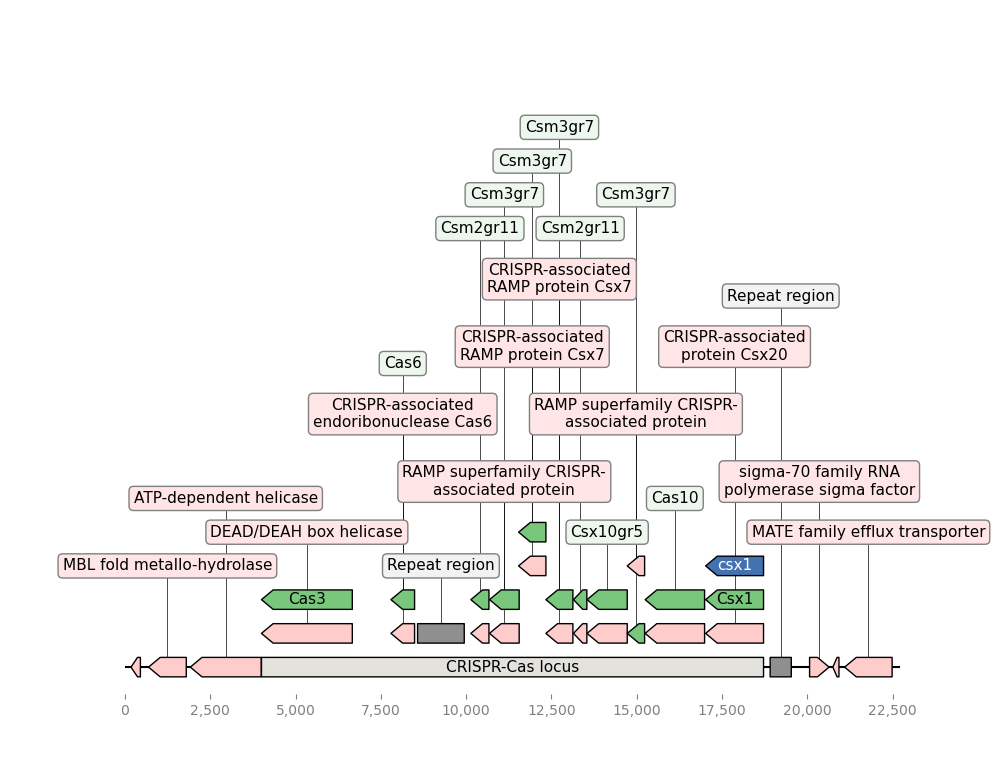 Csm3gr7
Csm3gr7
Csm3gr7
Csm3gr7
Csm2gr11
Csm2gr11
CRISPR-associated
RAMP protein Csx7
Repeat region
CRISPR-associated
RAMP protein Csx7
CRISPR-associated
protein Csx20
Cas6
CRISPR-associated
endoribonuclease Cas6
RAMP superfamily CRISPR-
associated protein
RAMP superfamily CRISPR-
associated protein
sigma-70 family RNA
polymerase sigma factor
ATP-dependent helicase
Cas10
DEAD/DEAH box helicase
Csx10gr5
MATE family efflux transporter
MBL fold metallo-hydrolase
Repeat region
csx1
Cas3
Csx1
CRISPR-Cas locus
0
2,500
5,000
7,500
10,000
12,500
15,000
17,500
20,000
22,500